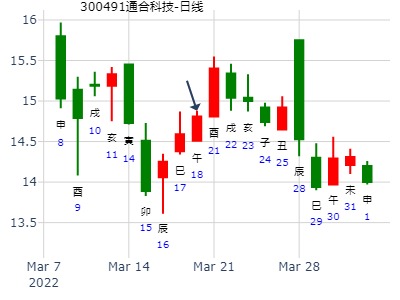 300491通合科技-日线
16
15.5
15
14.5
14
13.5
申
8
酉
9
戌
10
亥
11
寅
14
卯
15
辰
16
巳
17
午
18
酉
21
戌
22
亥
23
子
24
丑
25
辰
28
巳
29
午
30
未
31
申
1
Mar 7
2022
Mar 14
Mar 21
Mar 28